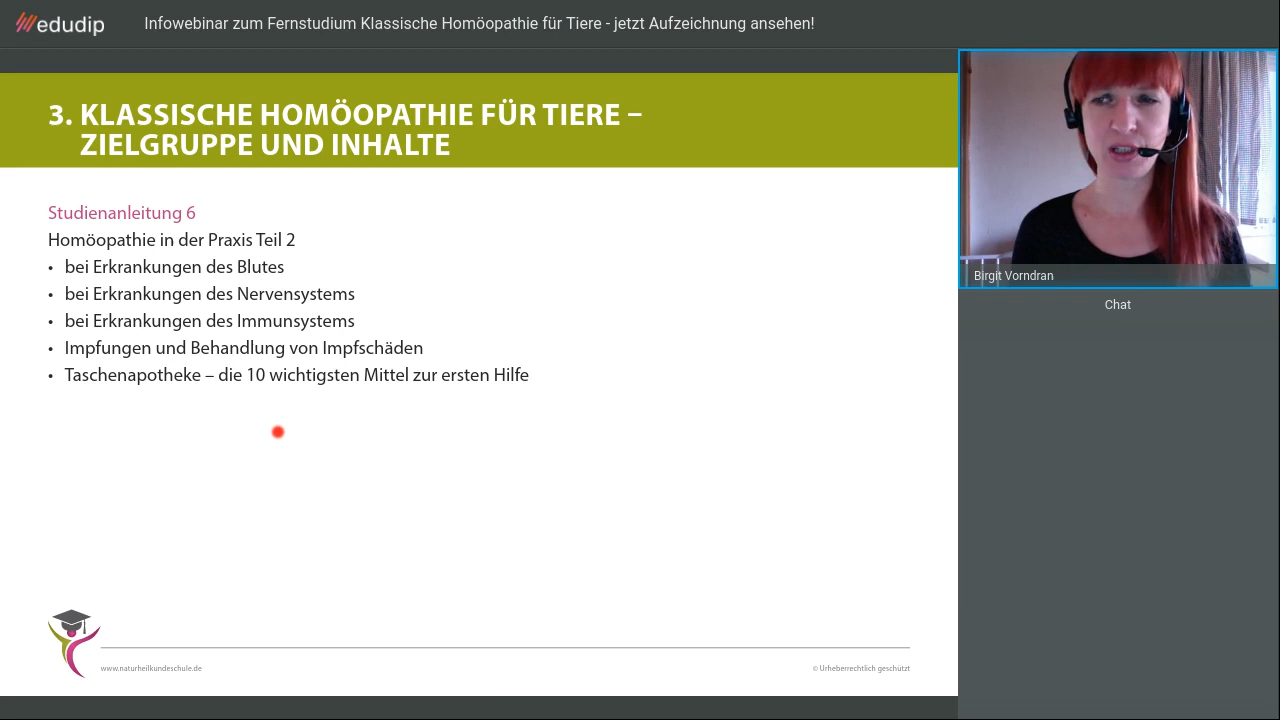 edudip
Infowebinar zum Fernstudium Klassische Homöopathie für Tiere - jetzt Aufzeichnung ansehen!
3. KLASSISCHE HOMÖOPATHIE FÜR TIERE –
ZIELGRUPPE UND INHALTE
Studienanleitung 6
Homöopathie in der Praxis Teil 2
• bei Erkrankungen des Blutes
• bei Erkrankungen des Nervensystems
• bei Erkrankungen des Immunsystems
• Impfungen und Behandlung von Impfschäden
• Taschenapotheke – die 10 wichtigsten Mittel zur ersten Hilfe
www.naturheilkundeschule.de
© Urheberrechtlich geschützt
Birgit Vorndran
Chat